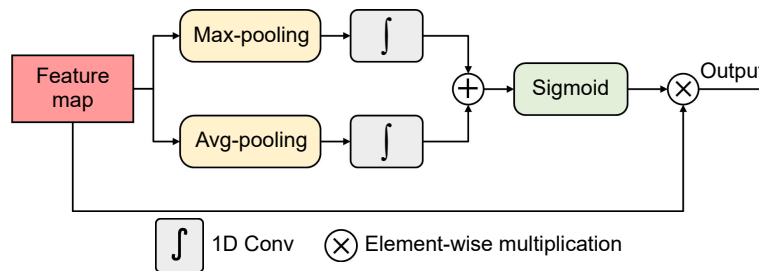 Max-pooling
∫
Feature
map
+
Sigmoid
×
Output
Avg-pooling
∫
∫ 1D Conv
× Element-wise multiplication